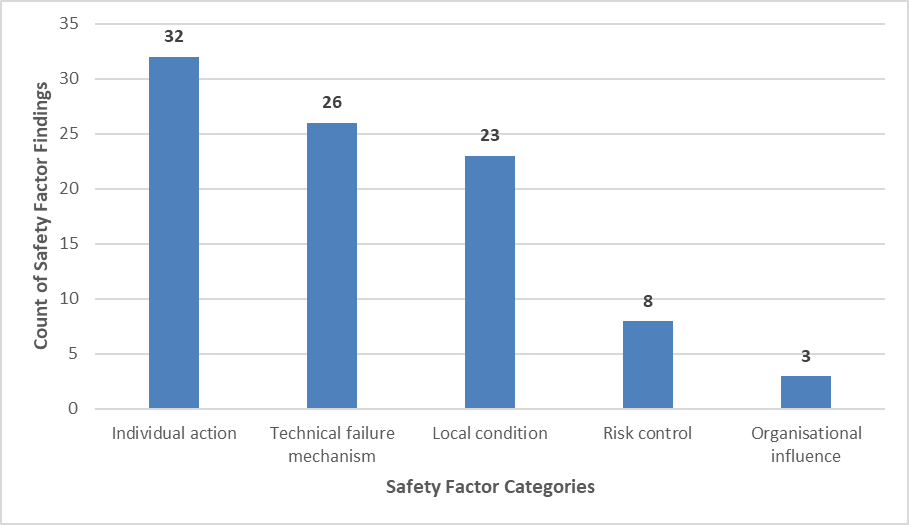 35
30
25
20
15
10
5
0
Count of Safety Factor Findings
32
26
23
8
3
Individual action
Technical failure
mechanism
Local condition
Risk control
Organisational
influence
Safety Factor Categories